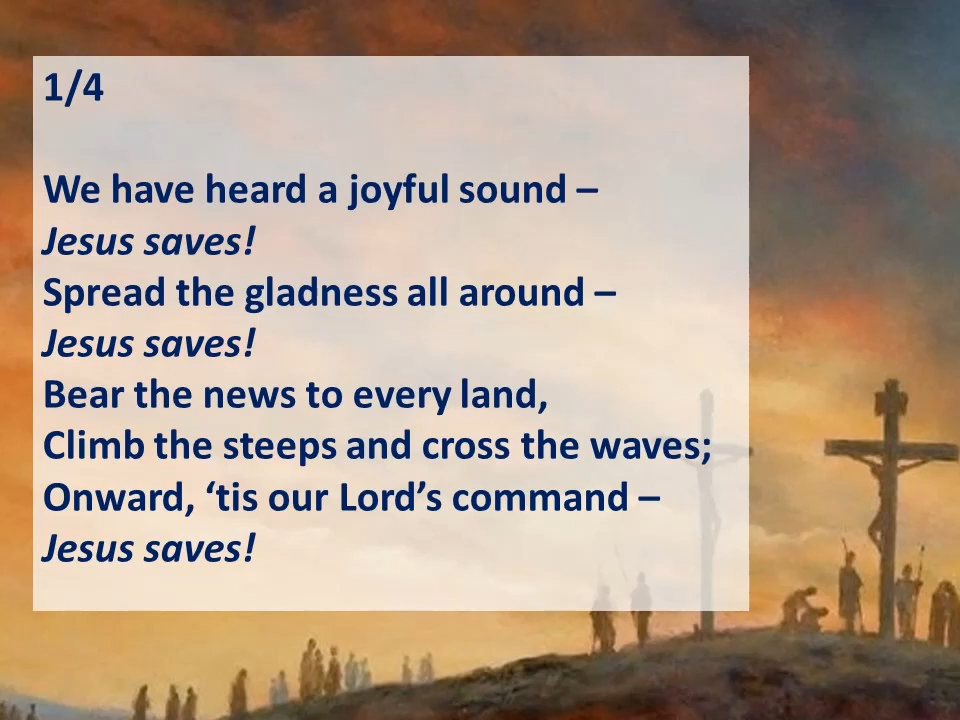 1/4
We have heard a joyful sound –
Jesus saves!
Spread the gladness all around –
Jesus saves!
Bear the news to every land,
Climb the steeps and cross the waves;
Onward, ‘tis our Lord’s command –
Jesus saves!